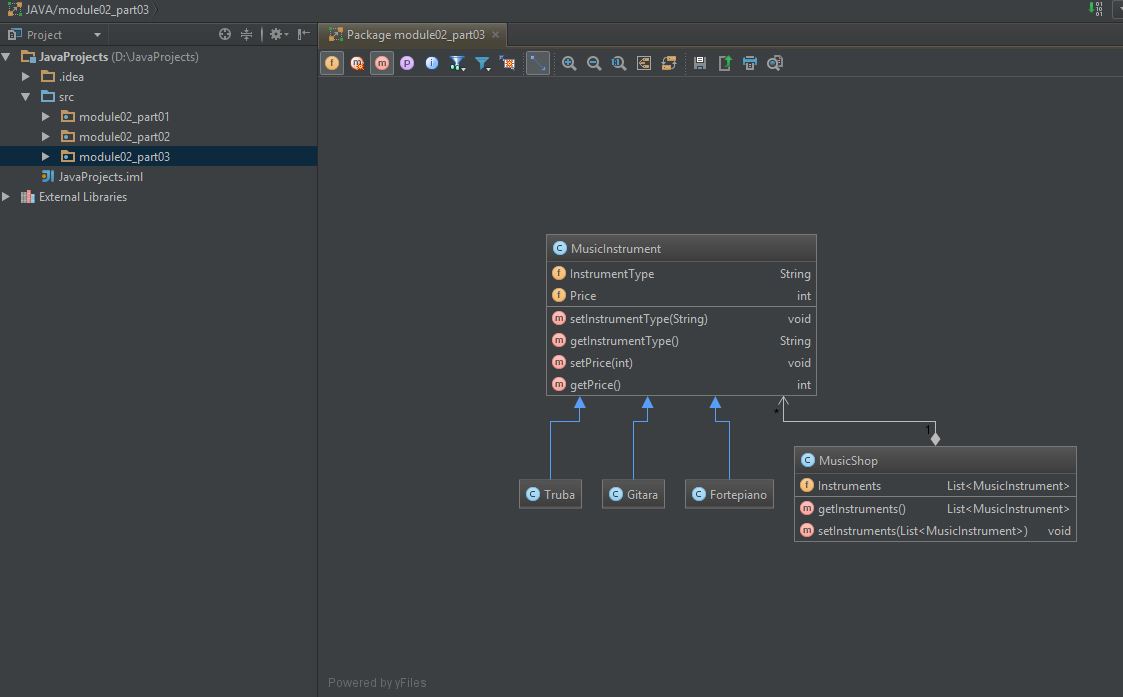 JAVA/module02_part03
Project
Package module02_part03
JavaProjects (D:\JavaProjects)
.idea
src
module02_part01
module02_part02
module02_part03
JavaProjects.iml
External Libraries
MusicInstrument
InstrumentType String
Price int
setInstrumentType(String) void
getInstrumentType() String
setPrice(int) void
getPrice() int
*
1
Truba
Gitara
Fortepiano
MusicShop
Instruments List<MusicInstrument>
getInstruments() List<MusicInstrument>
setInstruments(List<MusicInstrument>) void
Powered by yFiles